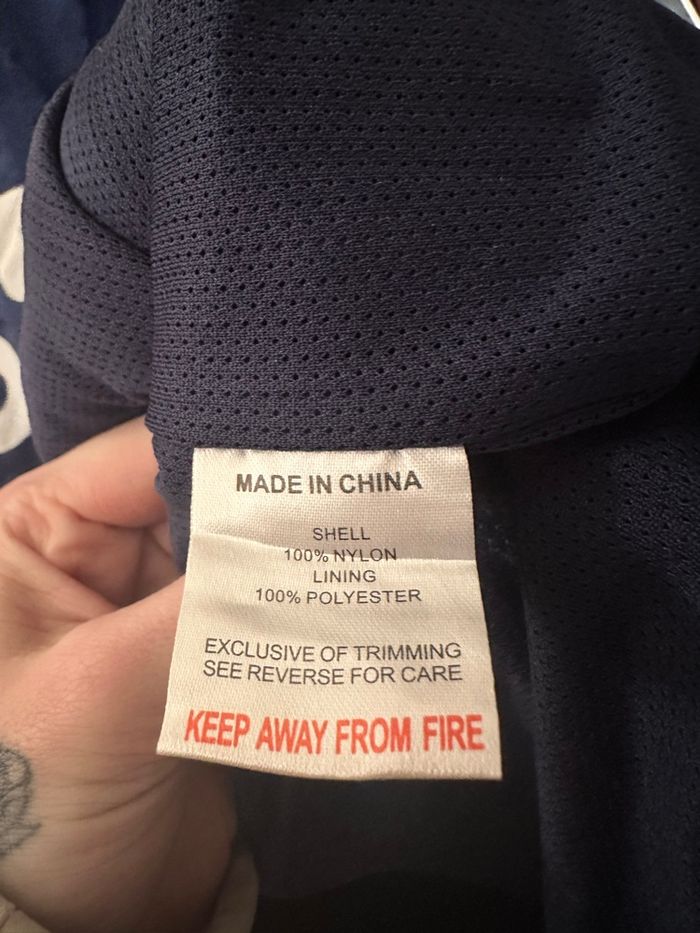 MADE IN CHINA
SHELL
100% NYLON
LINING
100% POLYESTER
EXCLUSIVE OF TRIMMING
SEE REVERSE FOR CARE
KEEP AWAY FROM FIRE